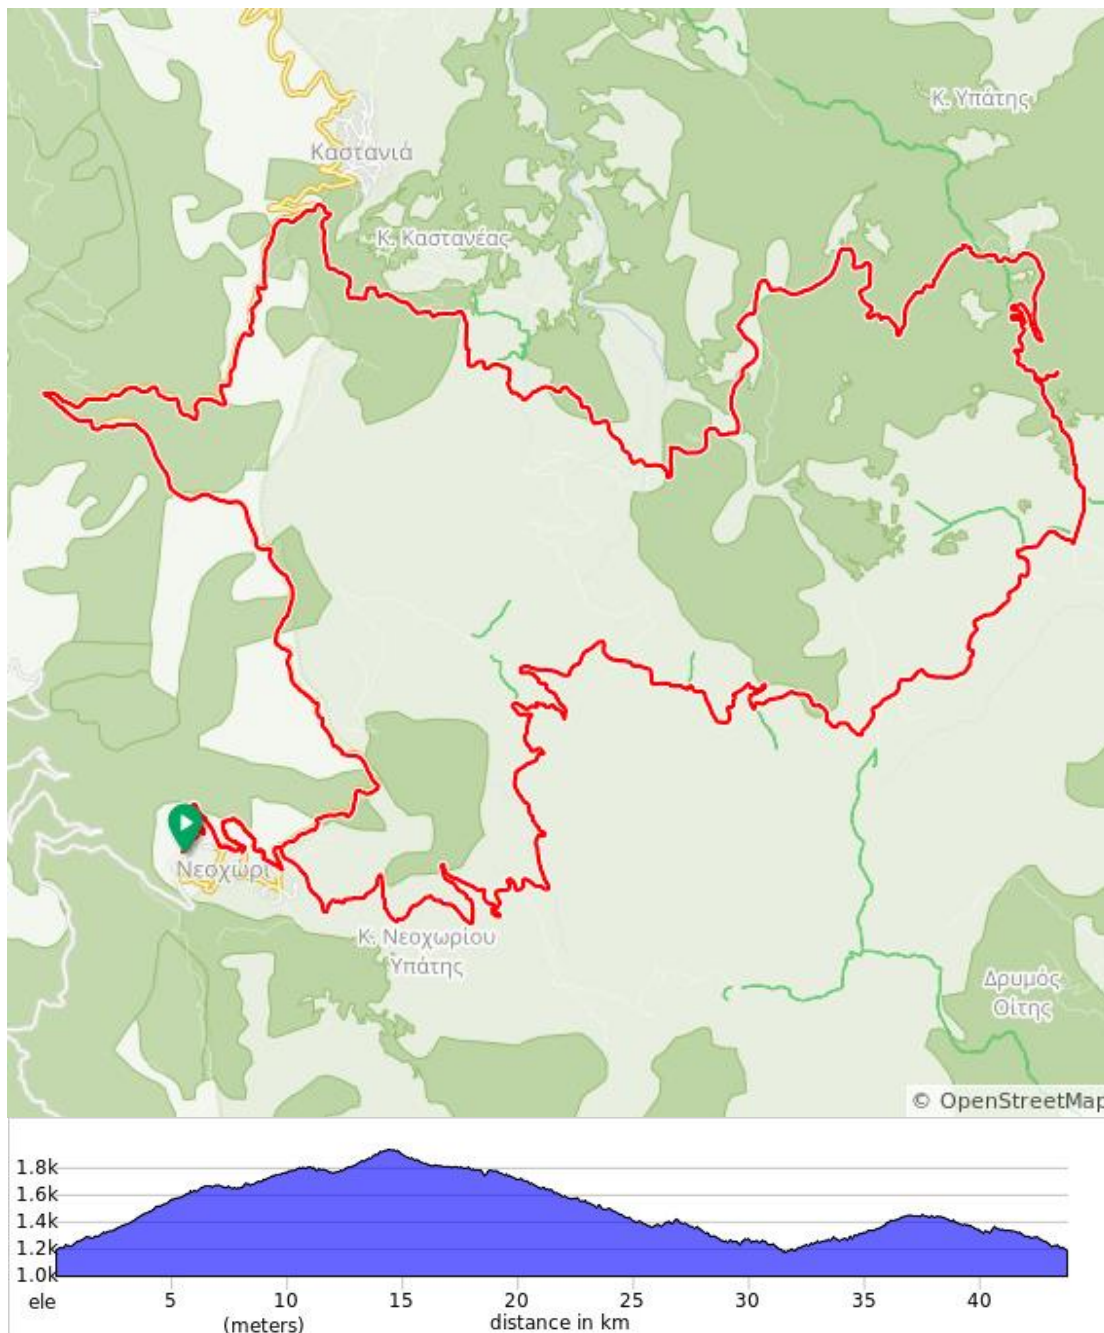 Κ. Υπάτης
Καστανιά
Κ. Καστανέας
Νεοχώρι
Κ. Νεοχωρίου
Υπάτης
Δρυμός
Οίτης
© OpenStreetMap
1.8k
1.6k
1.4k
1.2k
1.0k
ele
5
10
15
20
25
30
35
40
(meters)
distance in km